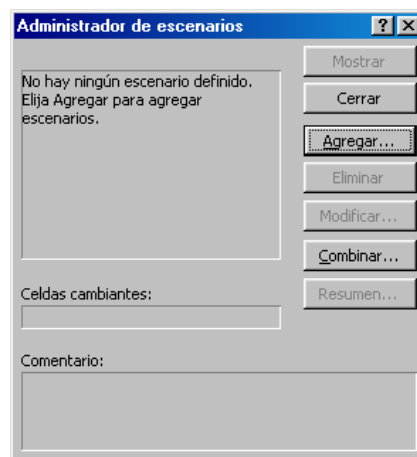 Administrador de escenarios
No hay ningún escenario definido.
Elija Agregar para agregar
escenarios.
Mostrar
Cerrar
Agregar...
Eliminar
Modificar...
Combinar...
Resumen...
Celdas cambiantes:
Comentario: